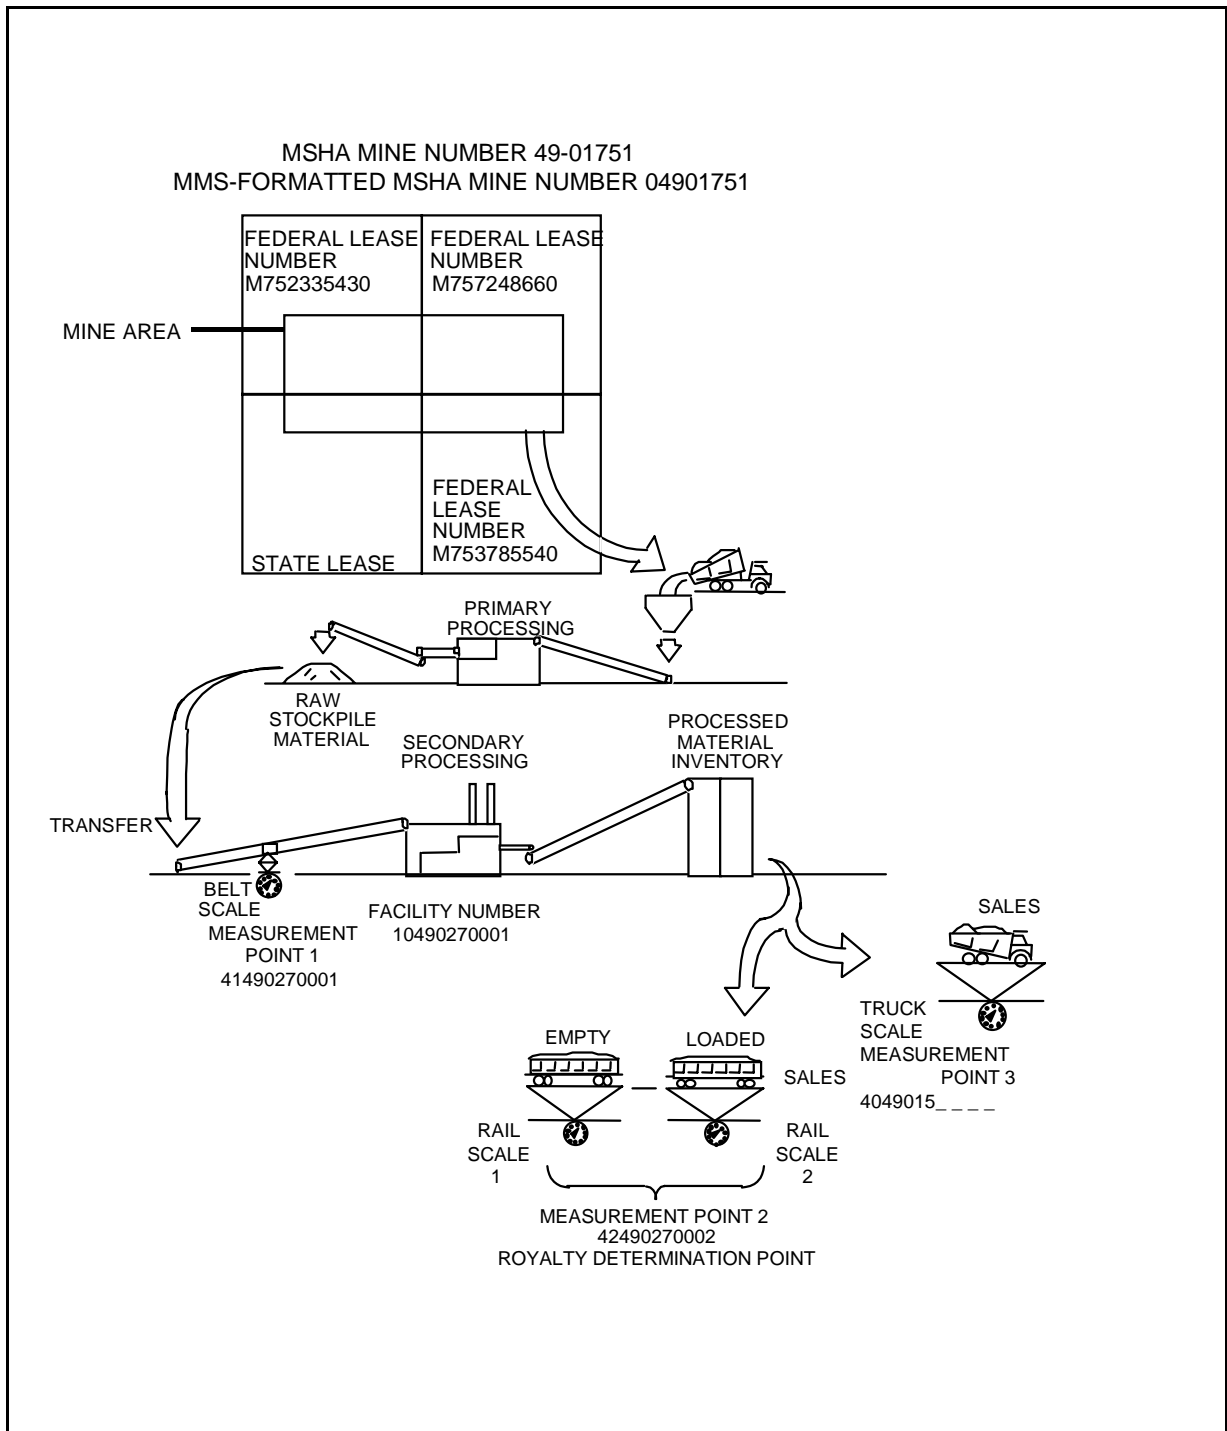 MSHA MINE NUMBER 49-01751
MMS-FORMATTED MSHA MINE NUMBER 04901751
FEDERAL LEASE
NUMBER
M752335430
FEDERAL LEASE
NUMBER
M757248660
MINE AREA
FEDERAL
LEASE
NUMBER
M753785540
STATE LEASE
PRIMARY
PROCESSING
RAW
STOCKPILE
MATERIAL
SECONDARY
PROCESSING
PROCESSED
MATERIAL
INVENTORY
TRANSFER
BELT
SCALE
MEASUREMENT
POINT 1
41490270001
FACILITY NUMBER
10490270001
SALES
TRUCK
SCALE
MEASUREMENT
POINT 3
4049015_ _ _ _
EMPTY
LOADED
SALES
RAIL
SCALE
1
RAIL
SCALE
2
MEASUREMENT POINT 2
42490270002
ROYALTY DETERMINATION POINT